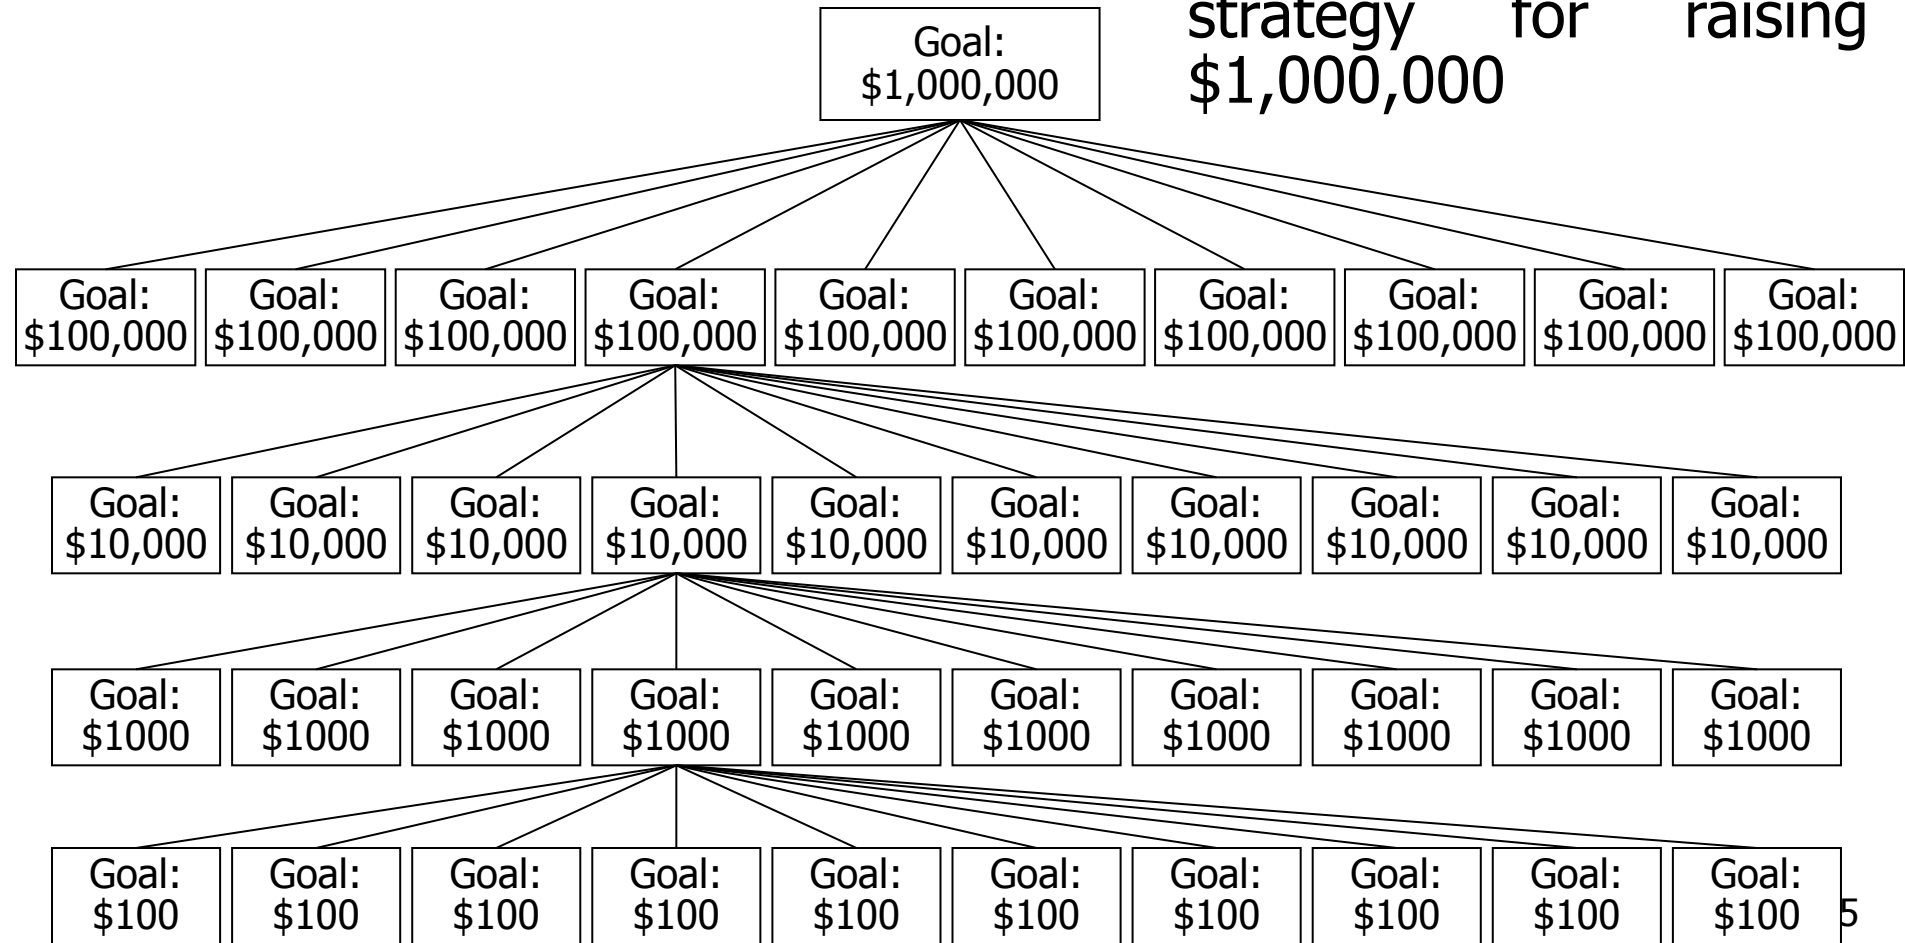 strategy for raising
$1,000,000
Goal:
$1,000,000
Goal: Goal: Goal: Goal: Goal: Goal: Goal: Goal: Goal: Goal:
$100,000 $100,000 $100,000 $100,000 $100,000 $100,000 $100,000 $100,000 $100,000 $100,000
Goal: Goal: Goal: Goal: Goal: Goal: Goal: Goal: Goal: Goal:
$10,000 $10,000 $10,000 $10,000 $10,000 $10,000 $10,000 $10,000 $10,000 $10,000
Goal: Goal: Goal: Goal: Goal: Goal: Goal: Goal: Goal: Goal:
$1000 $1000 $1000 $1000 $1000 $1000 $1000 $1000 $1000 $1000
Goal: Goal: Goal: Goal: Goal: Goal: Goal: Goal: Goal: Goal:
$100 $100 $100 $100 $100 $100 $100 $100 $100 $100
5